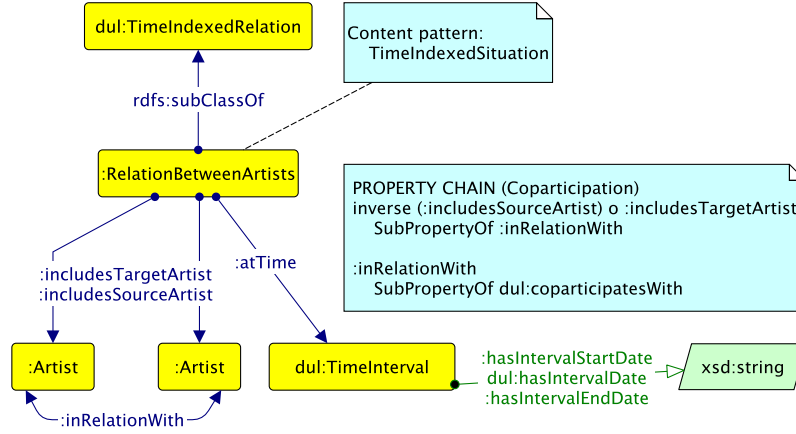 dul:TimeIndexedRelation
Content pattern:
TimeIndexedSituation
rdfs:subClassOf
:RelationBetweenArtists
PROPERTY CHAIN (Coparticipation)
inverse (:includesSourceArtist) o :includesTargetArtist
SubPropertyOf :inRelationWith
:inRelationWith
SubPropertyOf dul:coparticipatesWith
:atTime
:includesTargetArtist
:includesSourceArtist
:Artist
:Artist
dul:TimeInterval
:hasIntervalStartDate
dul:hasIntervalDate
:hasIntervalEndDate
xsd:string
:inRelationWith